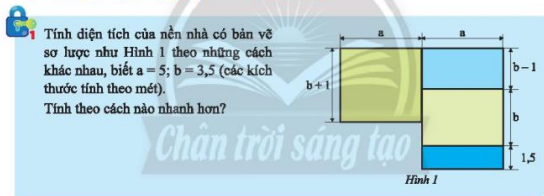 1 Tính diện tích của nền nhà có bản vẽ
sơ lược như Hình 1 theo những cách
khác nhau, biết a = 5; b = 3,5 (các kích
thước tính theo mét).
Tính theo cách nào nhanh hơn?
a
a
b + 1
b – 1
b
1,5
Hình 1
Chân trời sáng tạo